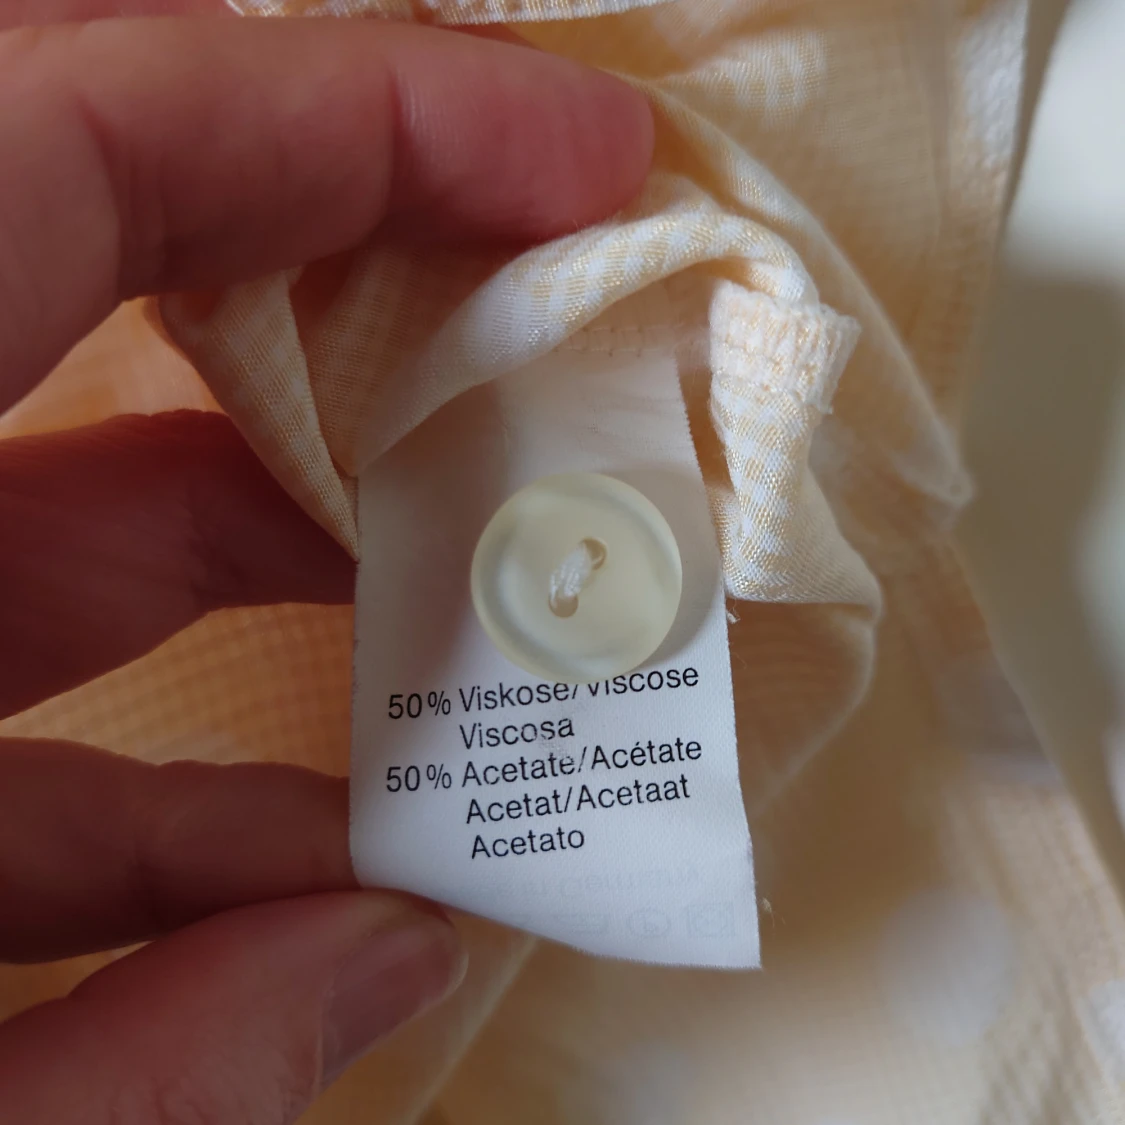 50% Viskose/Viscose
Viscosa
50% Acetate/Acétate
Acetat/Acetaat
Acetato